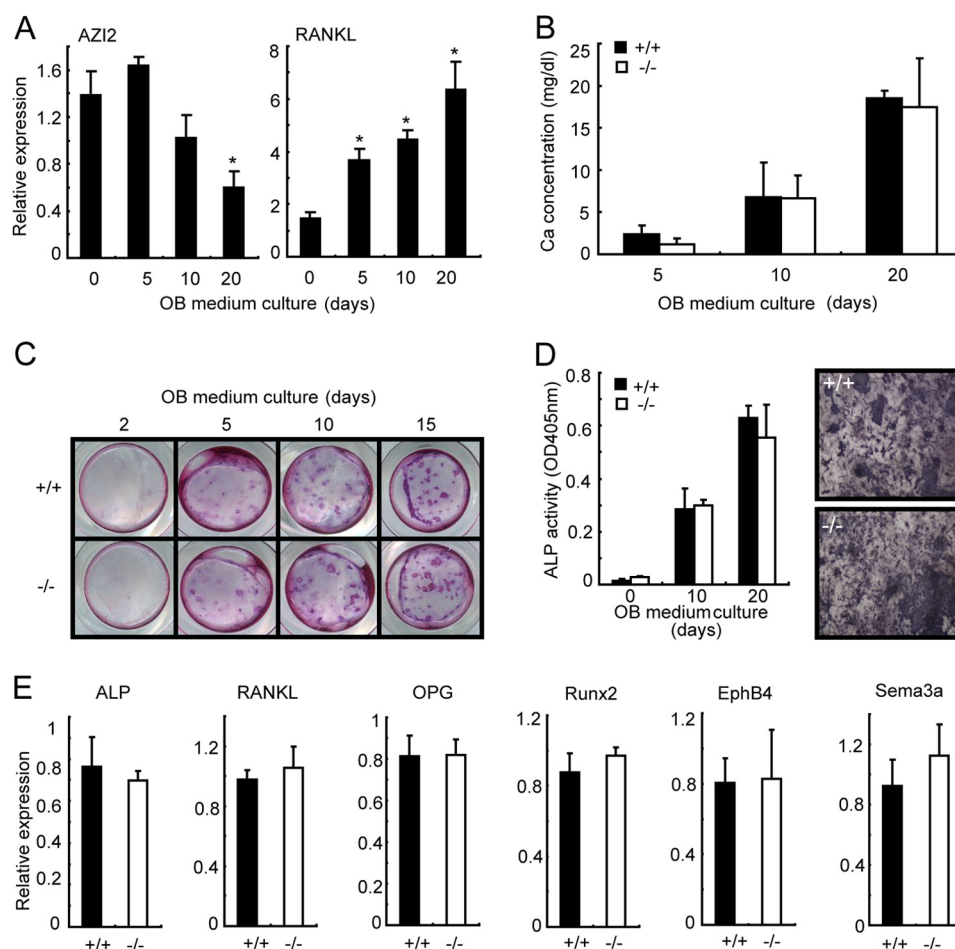 A
AZI2
RANKL
Relative expression
1.6
1.2
0.8
0.4
0
*
8
6
4
2
0
*
*
*
0 5 10 20
0 5 10 20
OB medium culture (days)
B
+/+
-/-
Ca concentration (mg/dl)
25
20
15
10
5
0
5 10 20
OB medium culture (days)
C
OB medium culture (days)
2 5 10 15
+/+
-/-
D
+/+
-/-
ALP activity (OD405nm)
0.8
0.6
0.4
0.2
0
0 10 20
OB medium culture
(days)
+/+
-/-
E
ALP RANKL OPG Runx2 EphB4 Sema3a
Relative expression
1
0.8
0.6
0.4
0.2
0
1.2
0.8
0.4
0
1
0.8
0.6
0.4
0.2
0
1.2
0.8
0.4
0
1.2
0.8
0.4
0
1.2
0.8
0.4
0
+/+ -/- +/+ -/- +/+ -/- +/+ -/- +/+ -/- +/+ -/-